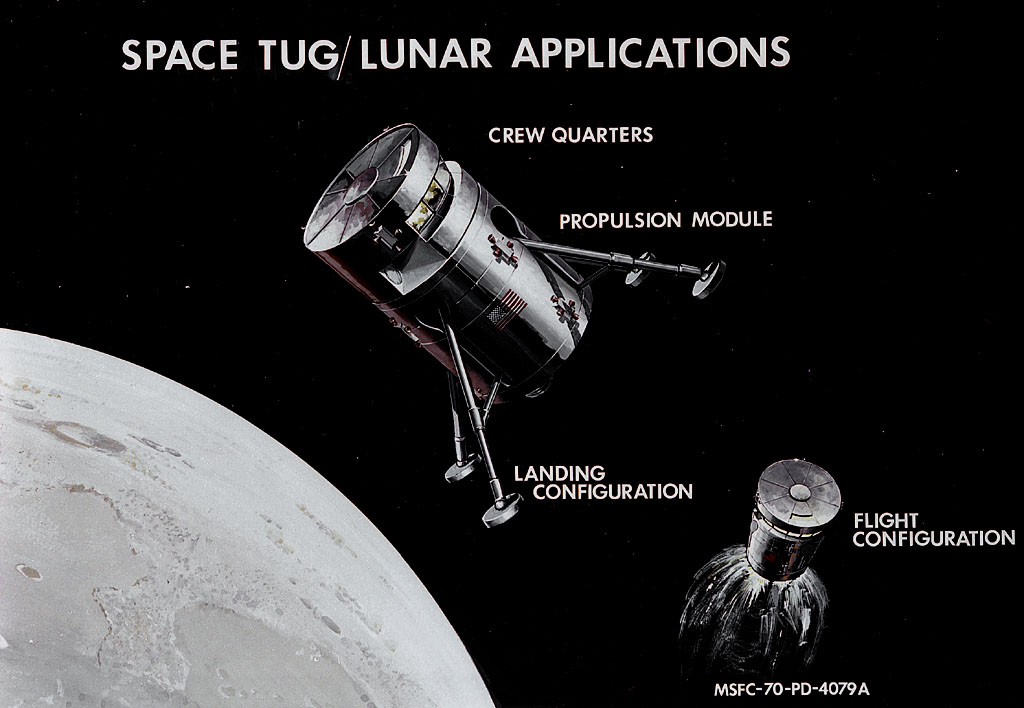 SPACE TUG/LUNAR APPLICATIONS
CREW QUARTERS
PROPULSION MODULE
LANDING
CONFIGURATION
FLIGHT
CONFIGURATION
MSFC-70-PD-4079A